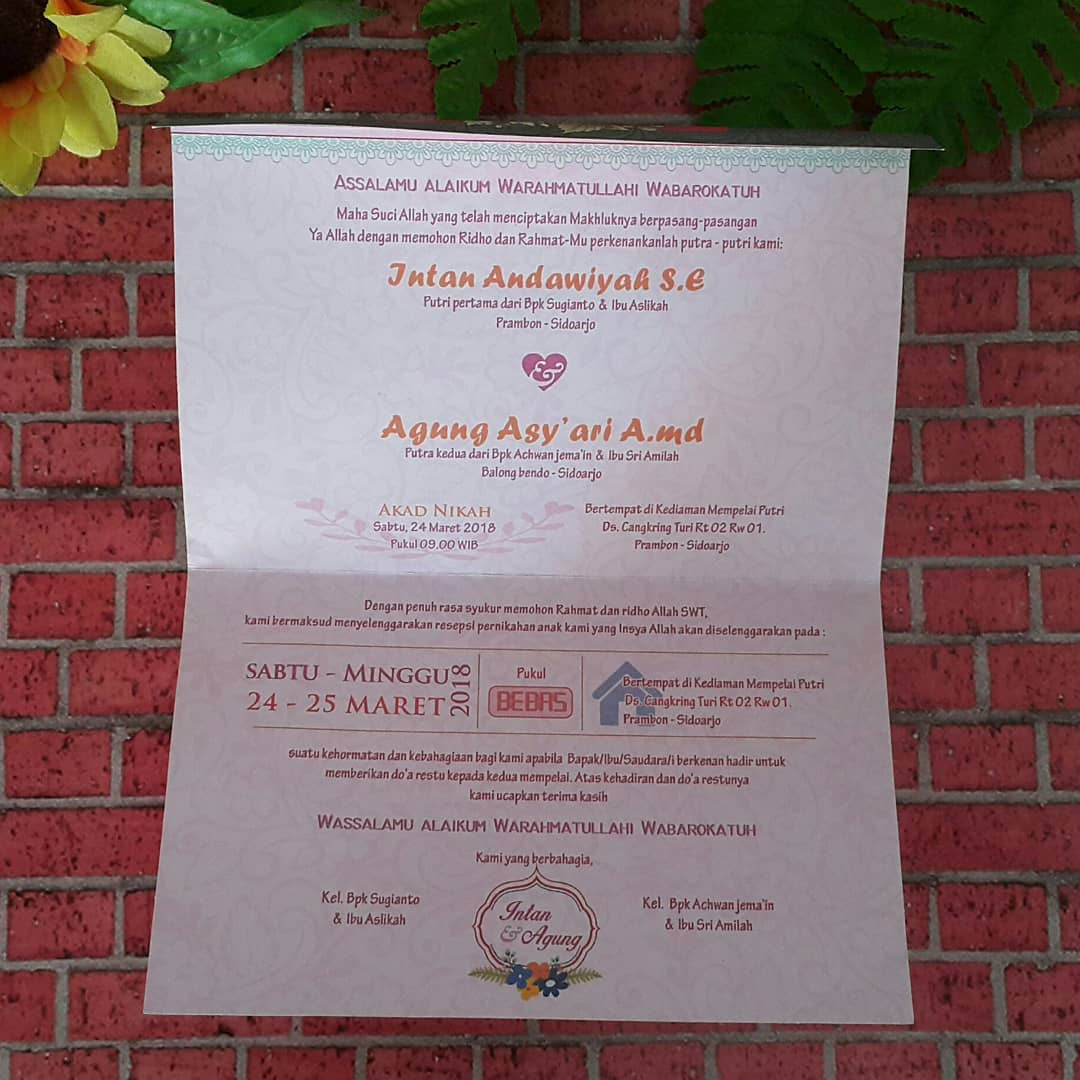 Assalamu alaikum Warahmatullahi Wabarokatuh
Maha Suci Allah yang telah menciptakan Makhluknya berpasang-pasangan
Ya Allah dengan memohon Ridho dan Rahmat-Mu perkenankanlah putra - putri kami:
Intan Andawiyah S.E
Putri pertama dari Bpk Sugianto & Ibu Aslikah
Prambon - Sidoarjo
&
Agung Asy'ari A.md
Putra kedua dari Bpk Achwan jema'in & Ibu Sri Amilah
Balong bendo - Sidoarjo
Akad Nikah
Sabtu, 24 Maret 2018
Pukul 09.00 WIB
Bertempat di Kediaman Mempelai Putri
Ds. Cangkring Turi Rt 02 Rw 01.
Prambon - Sidoarjo
Dengan penuh rasa syukur memohon Rahmat dan ridho Allah SWT,
kami bermaksud menyelenggarakan resepsi pernikahan anak kami yang Insya Allah akan diselenggarakan pada :
Sabtu - Minggu
24 - 25 Maret
2018
Pukul
BEBAS
Bertempat di Kediaman Mempelai Putri
Ds. Cangkring Turi Rt 02 Rw 01.
Prambon - Sidoarjo
suatu kehormatan dan kebahagiaan bagi kami apabila Bapak/Ibu/Saudara/i berkenan hadir untuk
memberikan do'a restu kepada kedua mempelai. Atas kehadiran dan do'a restunya
kami ucapkan terima kasih
Wassalamu alaikum Warahmatullahi Wabarokatuh
Kami yang berbahagia,
Kel. Bpk Sugianto
& Ibu Aslikah
Intan
& Agung
Kel. Bpk Achwan jema'in
& Ibu Sri Amilah